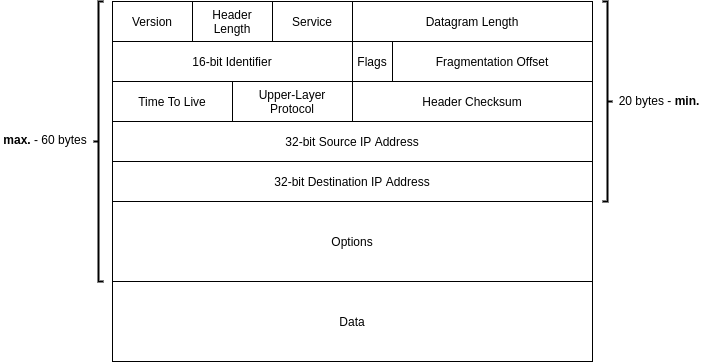 Version
Header
Length
Service
Datagram Length
16-bit Identifier
Flags
Fragmentation Offset
Time To Live
Upper-Layer
Protocol
Header Checksum
20 bytes - min.
max. - 60 bytes
32-bit Source IP Address
32-bit Destination IP Address
Options
Data